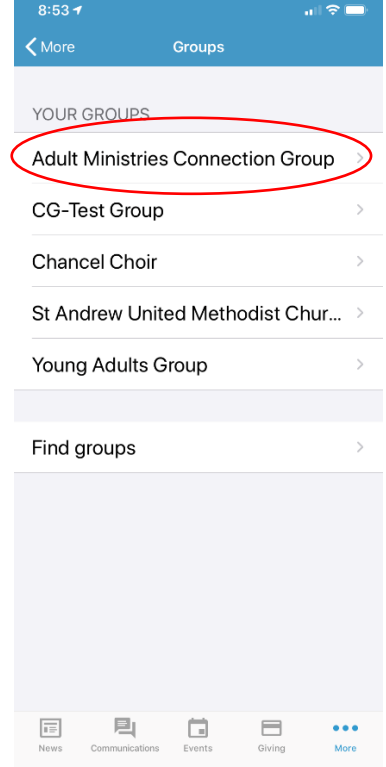 8:53
More
Groups
YOUR GROUPS
Adult Ministries Connection Group
CG-Test Group
Chancel Choir
St Andrew United Methodist Chur...
Young Adults Group
Find groups
News
Communications
Events
Giving
More